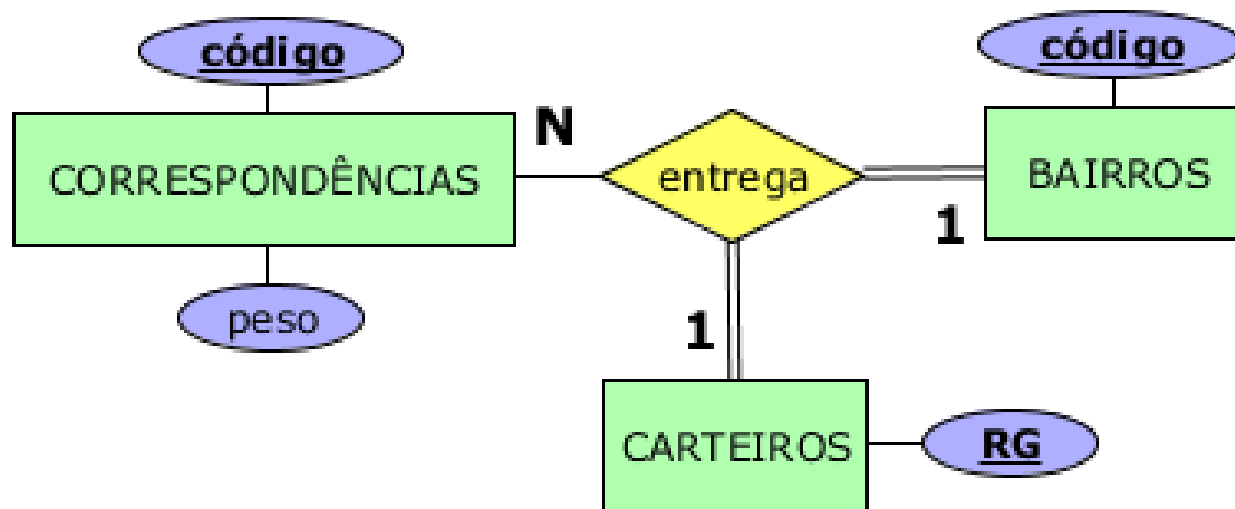 código
CORRESPONDÊNCIAS
peso
N
entrega
1
código
BAIRROS
1
CARTEIROS
RG